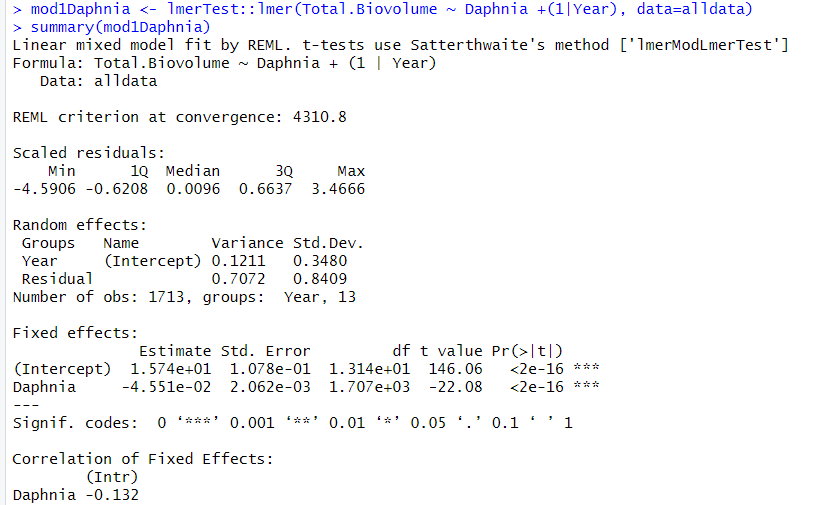 > mod1Daphnia <- lmerTest::lmer(Total.Biovolume ~ Daphnia +(1|Year), data=alldata)
> summary(mod1Daphnia)
Linear mixed model fit by REML. t-tests use Satterthwaite's method ['lmerModLmerTest']
Formula: Total.Biovolume ~ Daphnia + (1 | Year)
   Data: alldata

REML criterion at convergence: 4310.8

Scaled residuals:
    Min      1Q  Median      3Q     Max
-4.5906 -0.6208  0.0096  0.6637  3.4666

Random effects:
 Groups   Name        Variance Std.Dev.
 Year     (Intercept) 0.1211   0.3480
 Residual             0.7072   0.8409
Number of obs: 1713, groups:  Year, 13

Fixed effects:
              Estimate Std. Error         df t value Pr(>|t|)
(Intercept)  1.574e+01  1.078e-01  1.314e+01  146.06   <2e-16 ***
Daphnia     -4.551e-02  2.062e-03  1.707e+03  -22.08   <2e-16 ***
---
Signif. codes:  0 ‘***’ 0.001 ‘**’ 0.01 ‘*’ 0.05 ‘.’ 0.1 ‘ ’ 1

Correlation of Fixed Effects:
        (Intr)
Daphnia -0.132